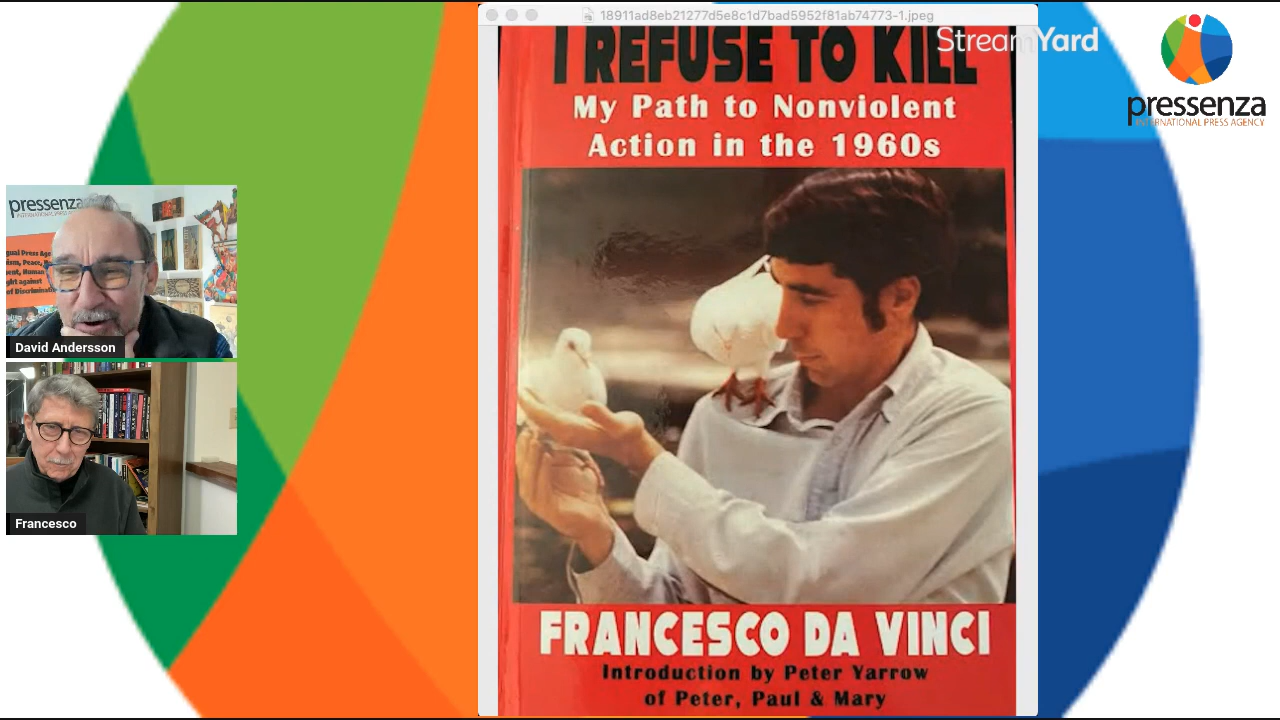 18911ad8eb21277d5e8c1d7bad5952f81ab74773-1.jpeg
I REFUSE TO KILL
My Path to Nonviolent
Action in the 1960s
FRANCESCO DA VINCI
Introduction by Peter Yarrow
of Peter, Paul & Mary
StreamYard
pressenza
INTERNATIONAL PRESS AGENCY
pressenza
David Andersson
Francesco